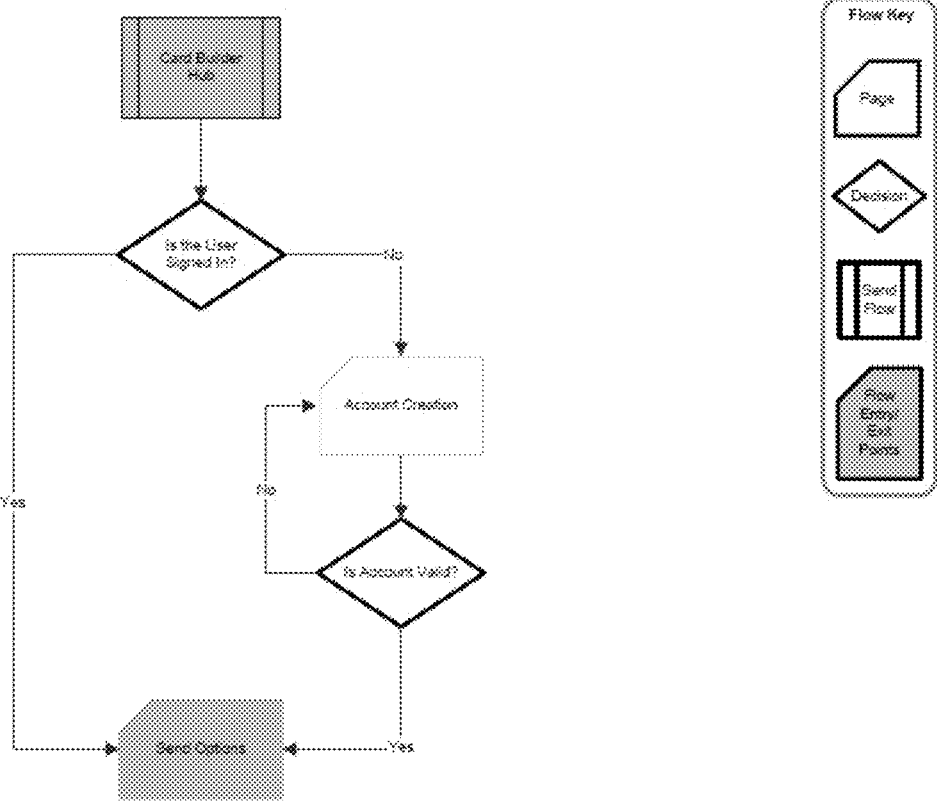 Card Builder
Hub
Is the User
Signed In?
No
Account Creation
No
Yes
Is Account Valid?
Send Options
Yes
Flow Key
Page
Decision
Send
Flow
Flow
Entry/
Exit
Points